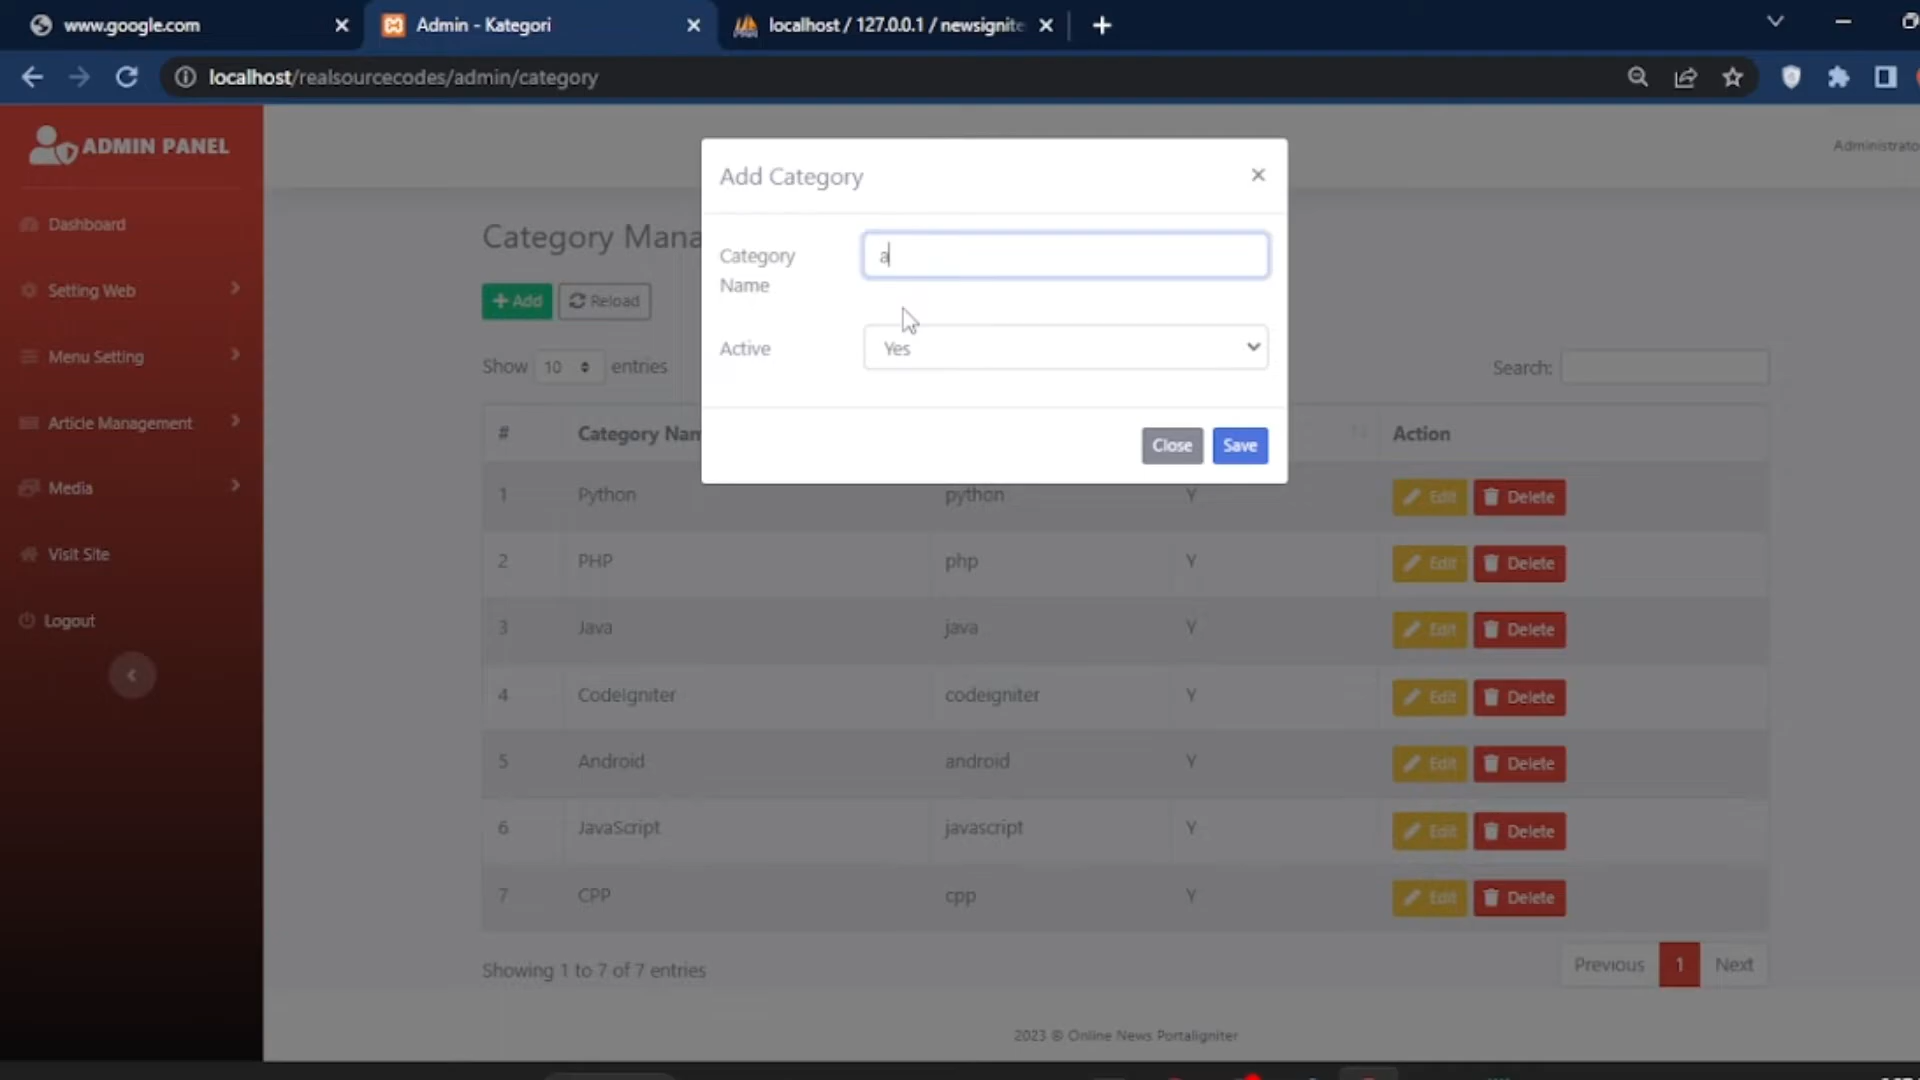 www.google.com
Admin - Kategori
localhost / 127.0.0.1 / newsignite
localhost/realsourcecodes/admin/category
ADMIN PANEL
Administrato
Dashboard
Setting Web
Menu Setting
Article Management
Media
Visit Site
Logout
Add Category
Category Name
a
Active
Yes
Close
Save
Category Mana
Add
Reload
Show 10 entries
Search:
# Category Nam Action
1 Python python Y Edit Delete
2 PHP php Y Edit Delete
3 Java java Y Edit Delete
4 CodeIgniter codeigniter Y Edit Delete
5 Android android Y Edit Delete
6 JavaScript javascript Y Edit Delete
7 CPP cpp Y Edit Delete
Showing 1 to 7 of 7 entries
Previous 1 Next
2023 © Online News Portaligniter